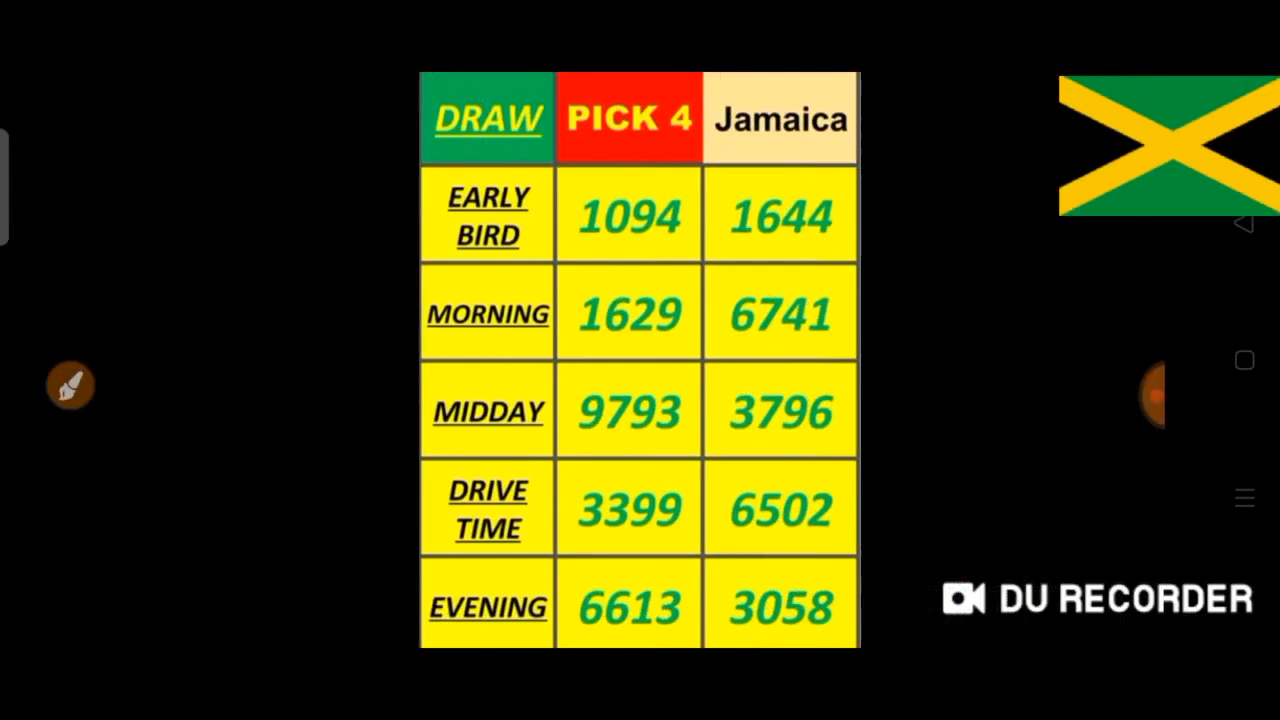 DRAW PICK 4 Jamaica
EARLY BIRD 1094 1644
MORNING 1629 6741
MIDDAY 9793 3796
DRIVE TIME 3399 6502
EVENING 6613 3058
DU RECORDER